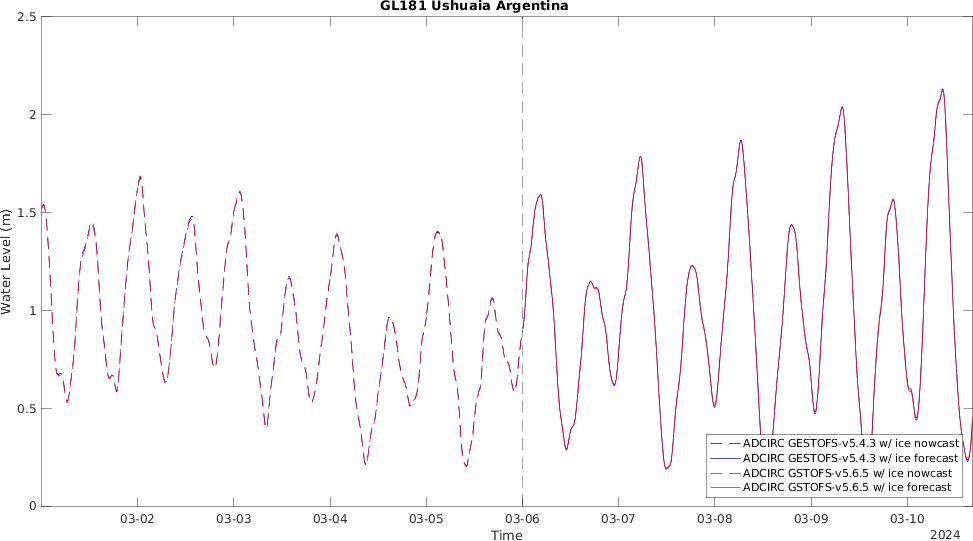 GL181 Ushuaia Argentina
2.5
2
1.5
1
0.5
0
Water Level (m)
ADCIRC GESTOFS-v5.4.3 w/ ice nowcast
ADCIRC GESTOFS-v5.4.3 w/ ice forecast
ADCIRC GSTOFS-v5.6.5 w/ ice nowcast
ADCIRC GSTOFS-v5.6.5 w/ ice forecast
03-02 03-03 03-04 03-05 03-06 03-07 03-08 03-09 03-10
Time
2024